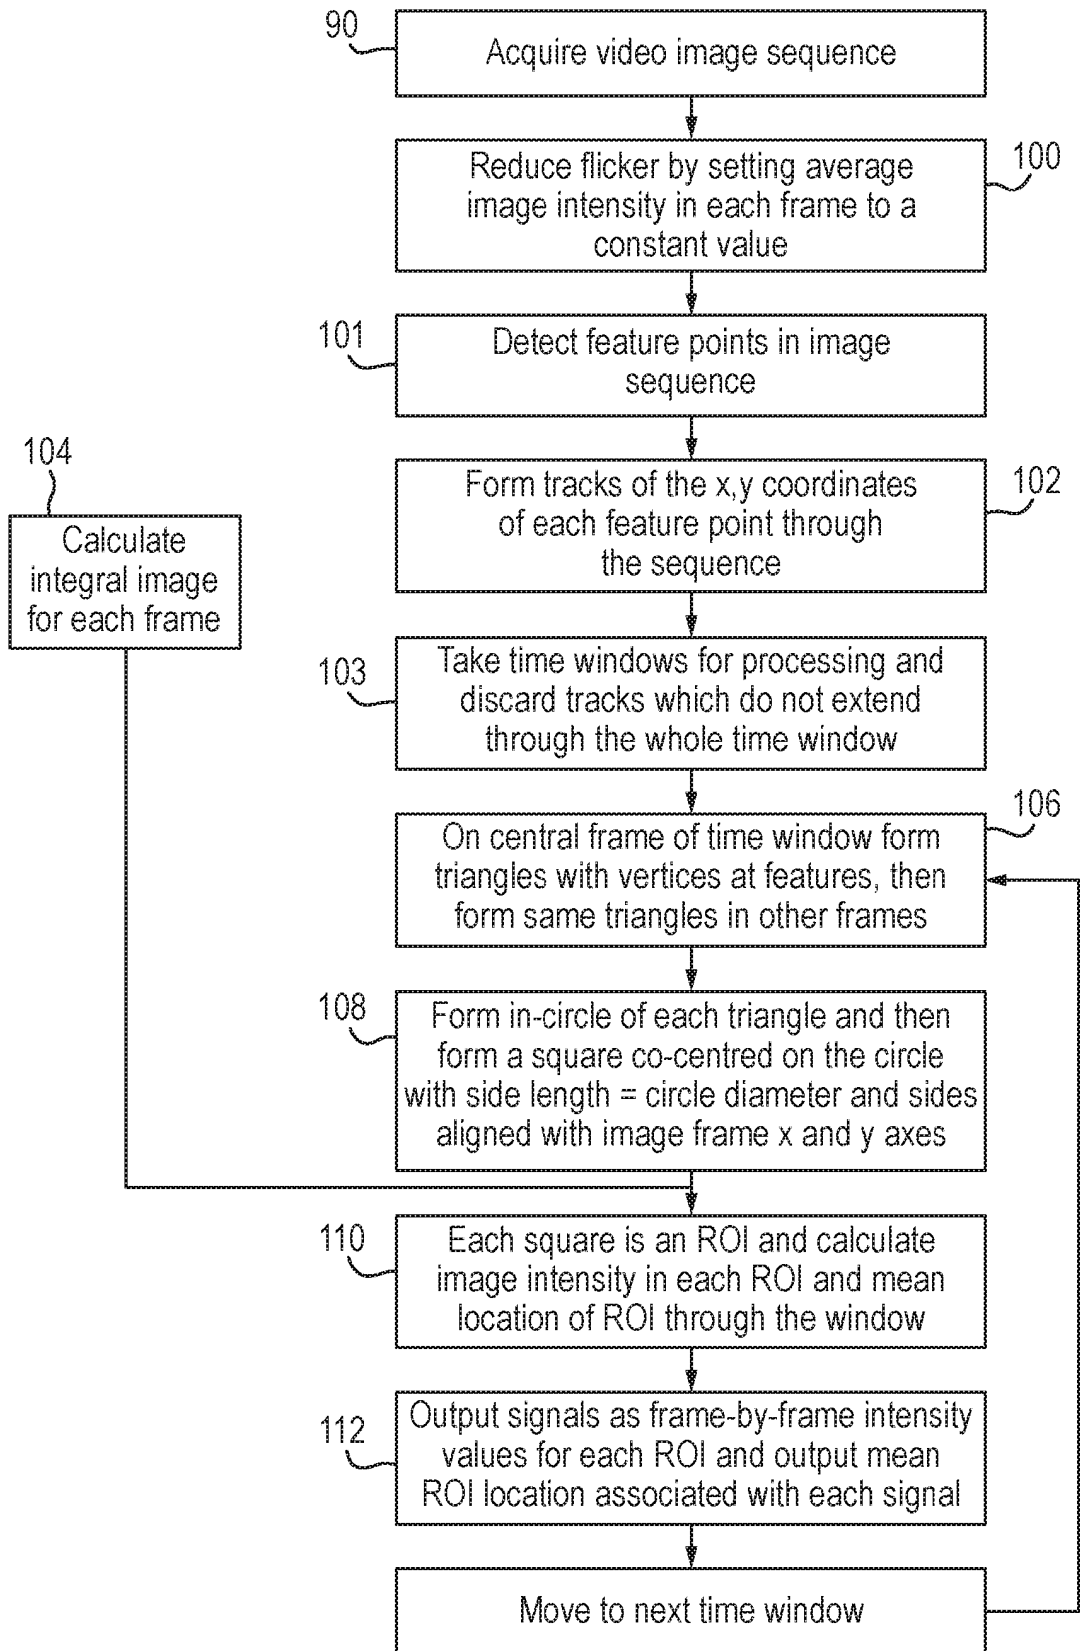 90
Acquire video image sequence
100
Reduce flicker by setting average
image intensity in each frame to a
constant value
101
Detect feature points in image
sequence
104
Calculate
integral image
for each frame
102
Form tracks of the x,y coordinates
of each feature point through
the sequence
103
Take time windows for processing and
discard tracks which do not extend
through the whole time window
106
On central frame of time window form
triangles with vertices at features, then
form same triangles in other frames
108
Form in-circle of each triangle and then
form a square co-centred on the circle
with side length = circle diameter and sides
aligned with image frame x and y axes
110
Each square is an ROI and calculate
image intensity in each ROI and mean
location of ROI through the window
112
Output signals as frame-by-frame intensity
values for each ROI and output mean
ROI location associated with each signal
Move to next time window